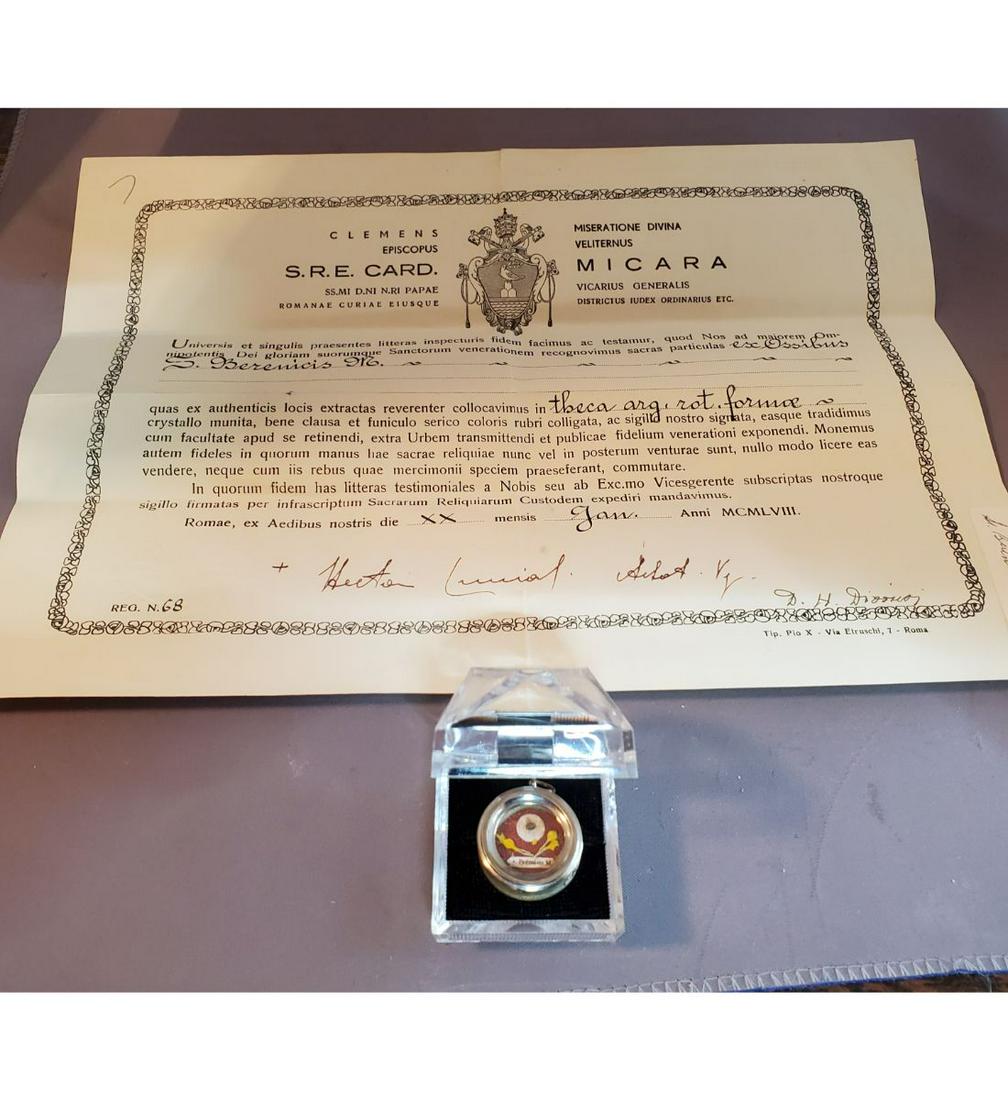 CLEMENS MISERATIONE DIVINA
EPISCOPUS VELITERNUS
S.R.E. CARD. MICARA
SS.MI D.NI N.RI PAPAE VICARIUS GENERALIS
ROMANAE CURIAE EIUSQUE DISTRICTUS IUDEX ORDINARIUS ETC.
Universis et singulis praesentes litteras inspecturis fidem facimus ac testamur, quod Nos ad maiorem Om-
nipotentis Dei gloriam suorumque Sanctorum venerationem recognovimus sacras particulas ex Ossibus
S. Berenicis M.
quas ex authenticis locis extractas reverenter collocavimus in theca arg. rot. formæ
crystallo munita, bene clausa et funiculo serico coloris rubri colligata, ac sigillo nostro signata, easque tradidimus
cum facultate apud se retinendi, extra Urbem transmittendi et publicae fidelium venerationi exponendi. Monemus
autem fideles in quorum manus hae sacrae reliquiae nunc vel in posterum venturae sunt, nullo modo licere eas
vendere, neque cum iis rebus quae mercimonii speciem praeseferant, commutare.
In quorum fidem has litteras testimoniales a Nobis seu ab Exc.mo Vicesgerente subscriptas nostroque
sigillo firmatas per infrascriptum Sacrarum Reliquiarum Custodem expediri mandavimus.
Romae, ex Aedibus nostris die XX mensis Jan. Anni MCMLVIII.
+ Hector
D. H.
REG. N. 68
Tip. Pio X - Via Etruschi, 7 - Roma